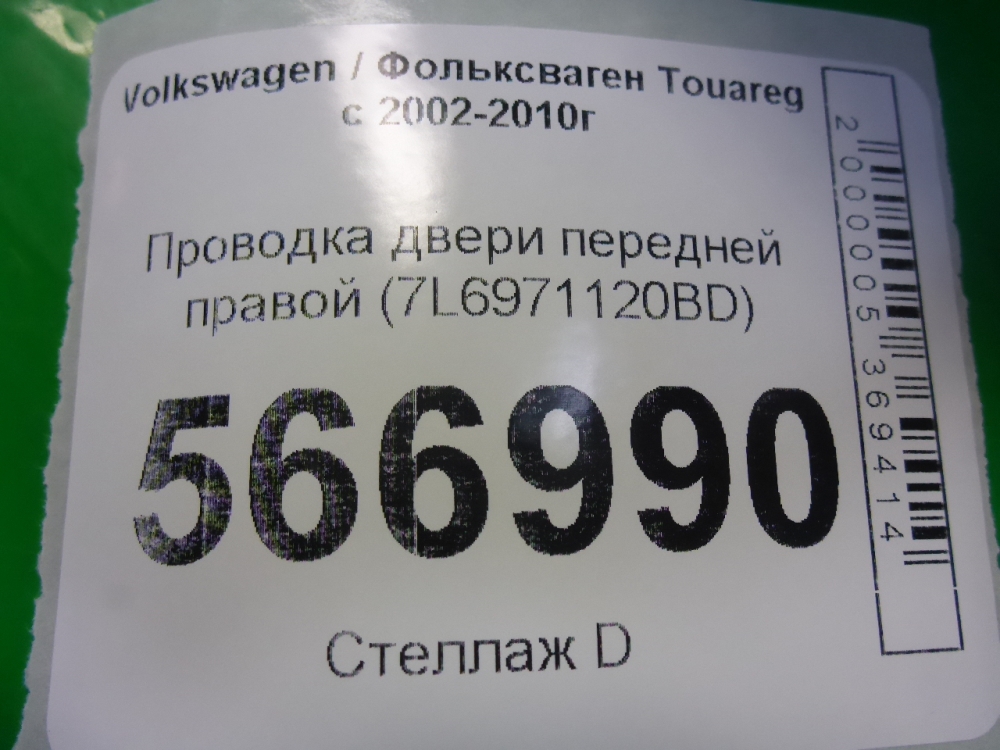 Volkswagen / Фольксваген Touareg
с 2002-2010г
Проводка двери передней
правой (7L6971120BD)
566990
Стеллаж D
2000005369414